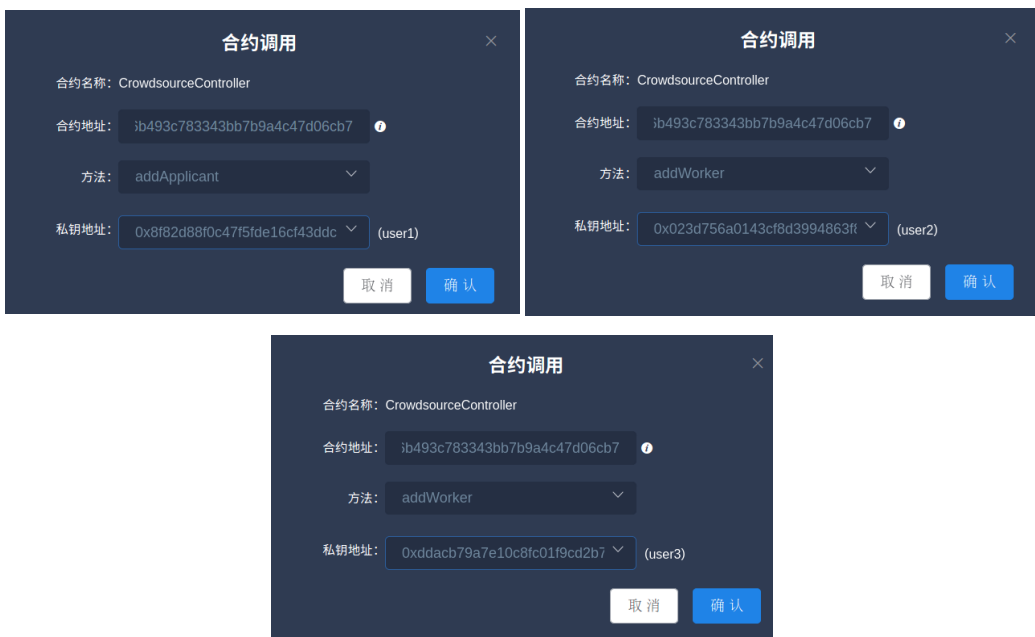 合约调用
合约名称：CrowdsourceController
合约地址： b493c783343bb7b9a4c47d06cb7
方法： addApplicant
私钥地址： 0x8f82d88f0c47f5fde16cf43ddc (user1)
取 消 确 认
合约调用
合约名称：CrowdsourceController
合约地址： b493c783343bb7b9a4c47d06cb7
方法： addWorker
私钥地址： 0x023d756a0143cf8d3994863f (user2)
取 消 确 认
合约调用
合约名称：CrowdsourceController
合约地址： b493c783343bb7b9a4c47d06cb7
方法： addWorker
私钥地址： 0xddacb79a7e10c8fc01f9cd2b7 (user3)
取 消 确 认